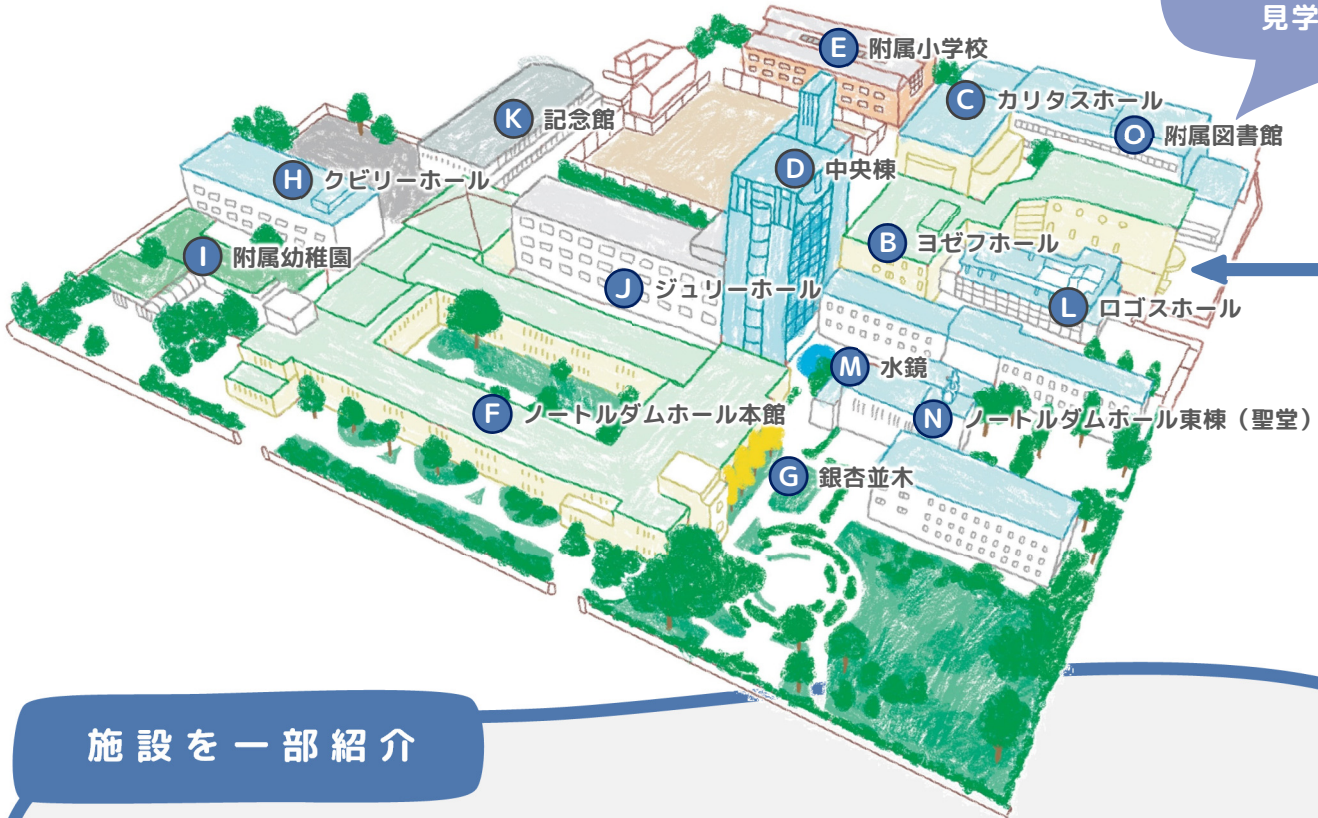 見学
E 附属小学校
C カリタスホール
K 記念館
O 附属図書館
D 中央棟
H クビリーホール
B ヨゼフホール
I 附属幼稚園
J ジュリーホール
L ロゴスホール
M 水鏡
F ノートルダムホール本館
N ノートルダムホール東棟（聖堂）
G 銀杏並木
施設を一部紹介